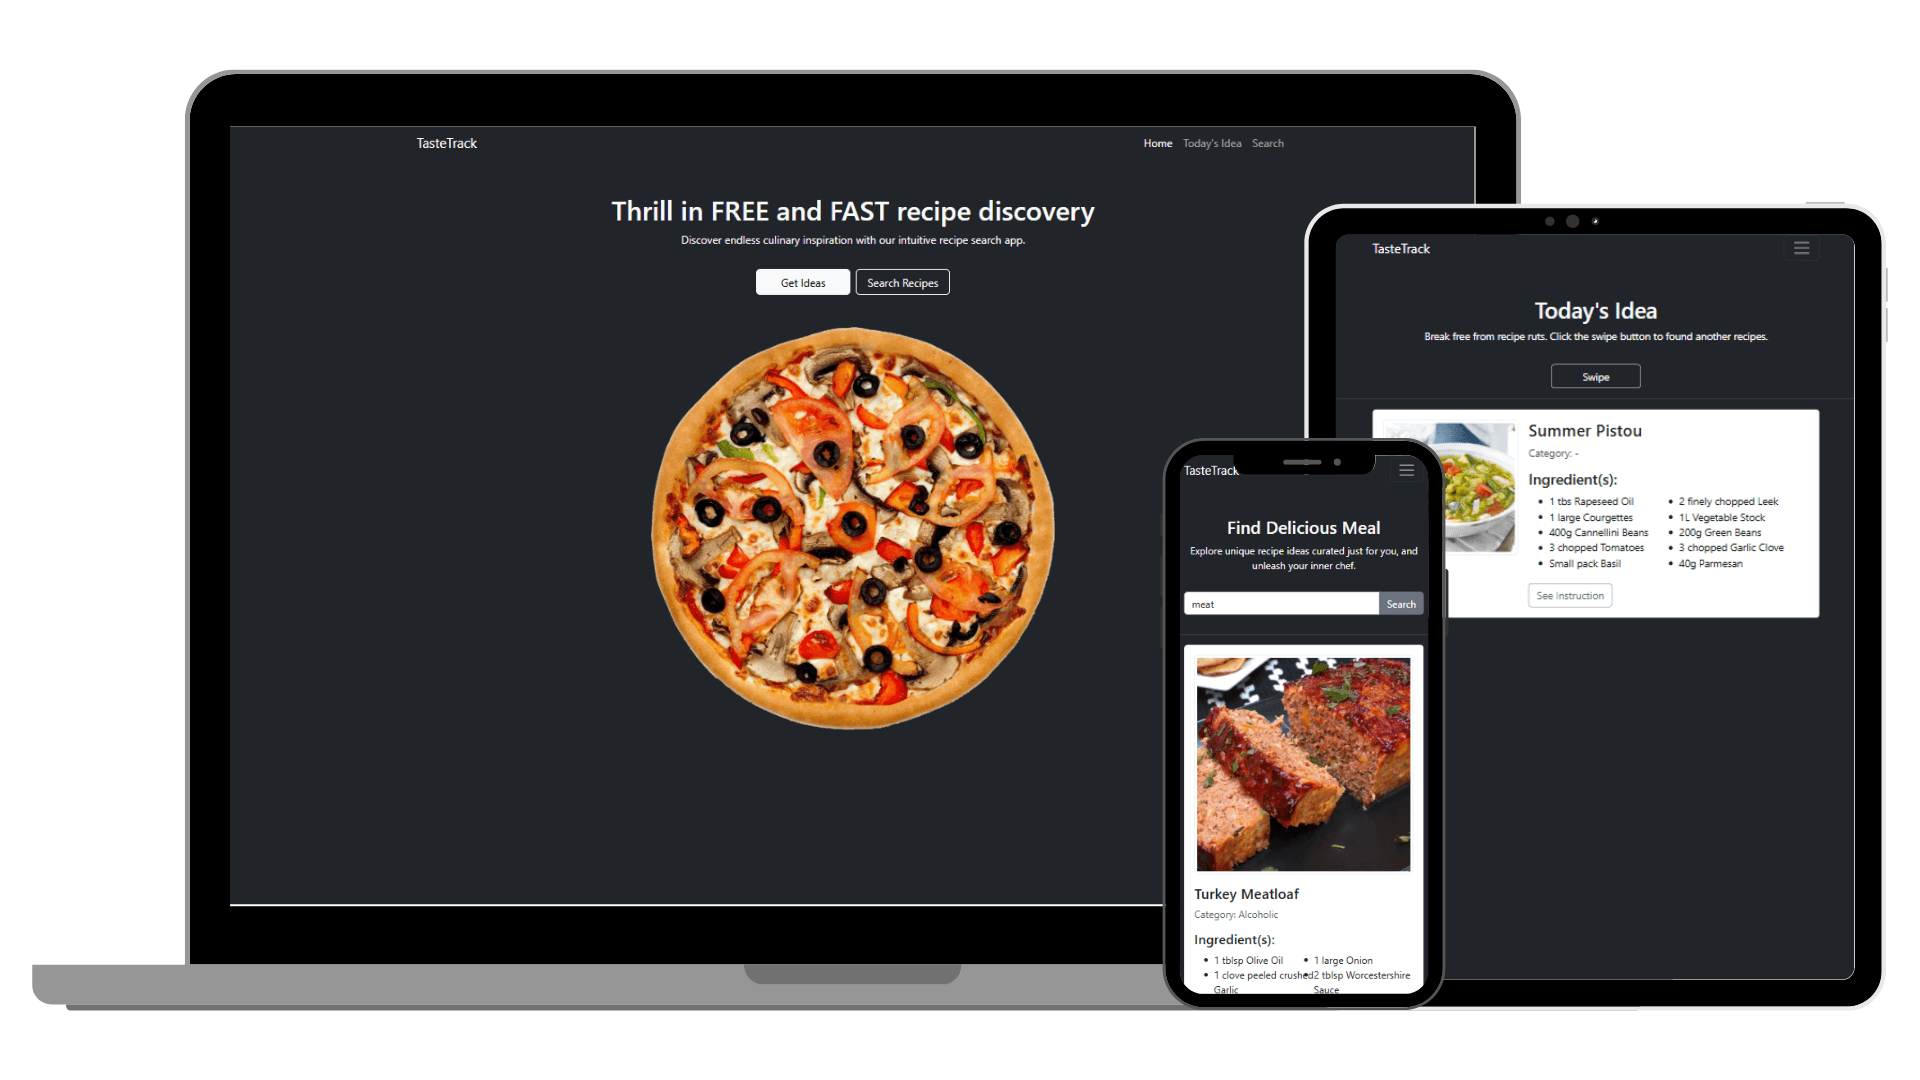 TasteTrack
Home Today's Idea Search
Thrill in FREE and FAST recipe discovery
Discover endless culinary inspiration with our intuitive recipe search app.
Get Ideas Search Recipes
TasteTrack
Today's Idea
Break free from recipe ruts. Click the swipe button to found another recipes.
Swipe
Summer Pistou
Category: -
Ingredient(s):
• 1 tbs Rapeseed Oil • 2 finely chopped Leek
• 1 large Courgettes • 1L Vegetable Stock
• 400g Cannellini Beans • 200g Green Beans
• 3 chopped Tomatoes • 3 chopped Garlic Clove
• Small pack Basil • 40g Parmesan
See Instruction
TasteTrack
Find Delicious Meal
Explore unique recipe ideas curated just for you, and
unleash your inner chef.
meat Search
Turkey Meatloaf
Category: Alcoholic
Ingredient(s):
• 1 tblsp Olive Oil • 1 large Onion
• 1 clove peeled crushed • 2 tblsp Worcestershire
Garlic Sauce